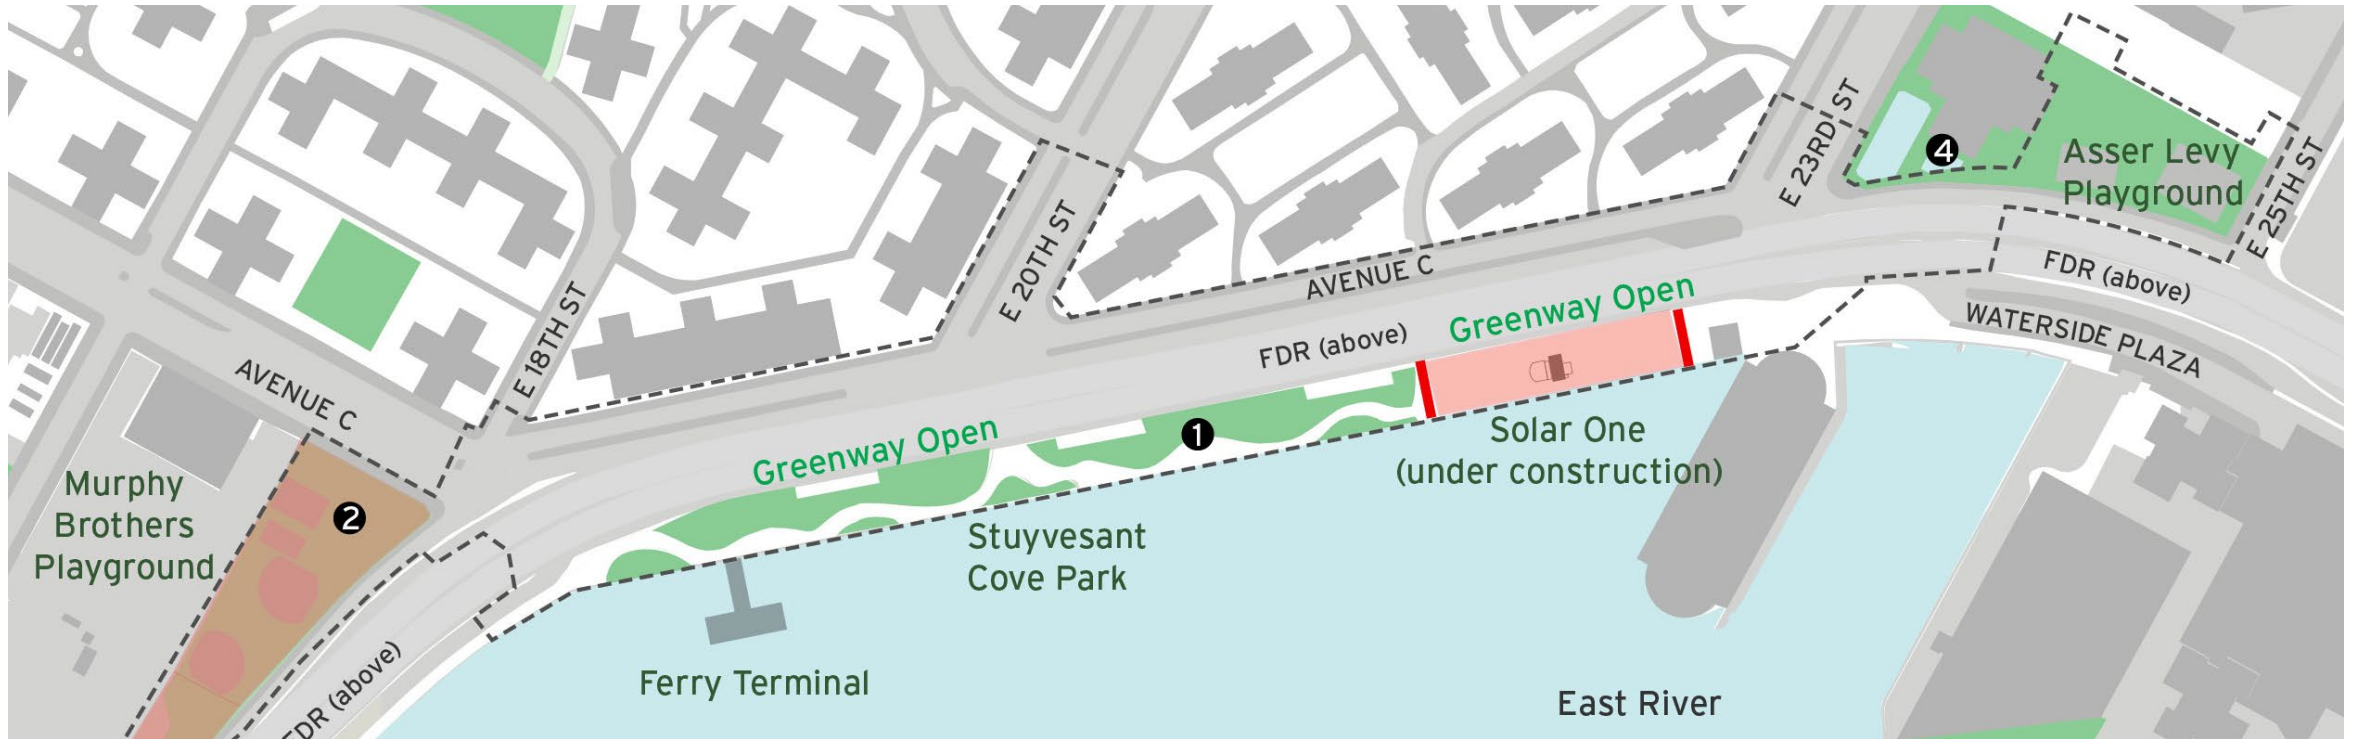 E 20TH ST
E 23RD ST
4
Asser Levy
Playground
E 25TH ST
AVENUE C
FDR (above)
Greenway Open
FDR (above)
WATERSIDE PLAZA
E 18TH ST
AVENUE C
Greenway Open
1
Solar One
(under construction)
Murphy
Brothers
Playground
2
Stuyvesant
Cove Park
FDR (above)
Ferry Terminal
East River